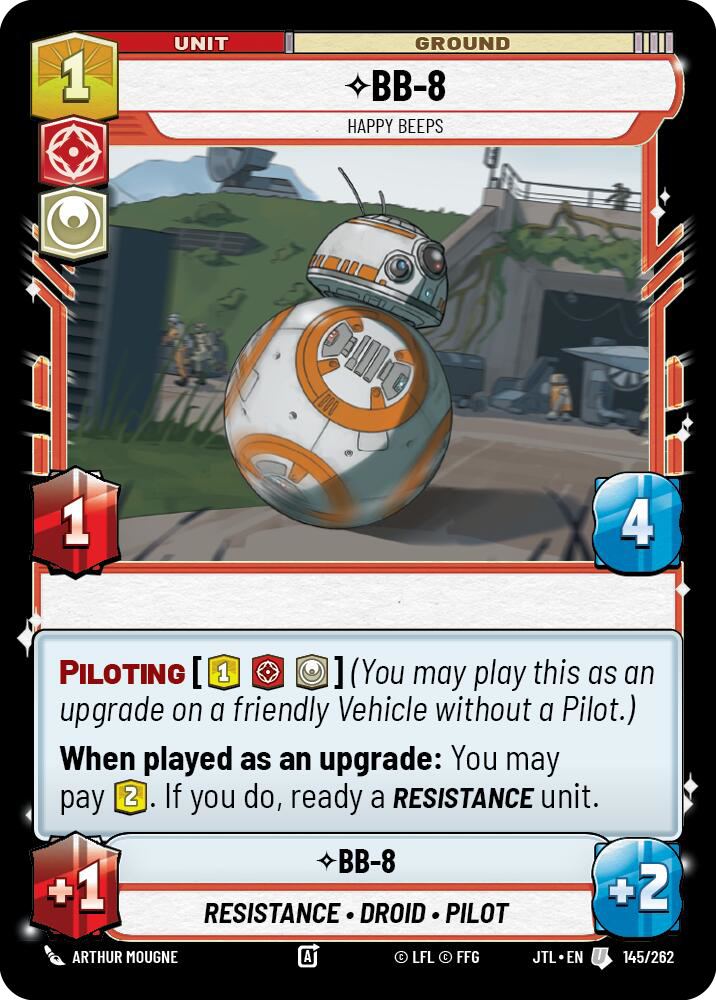 UNIT
GROUND
1
✧BB-8
HAPPY BEEPS
1
4
PILOTING [1] (You may play this as an
upgrade on a friendly Vehicle without a Pilot.)
When played as an upgrade: You may
pay 2. If you do, ready a RESISTANCE unit.
✧BB-8
+1
+2
RESISTANCE • DROID • PILOT
ARTHUR MOUGNE
A
© LFL © FFG
JTL • EN
U
145/262